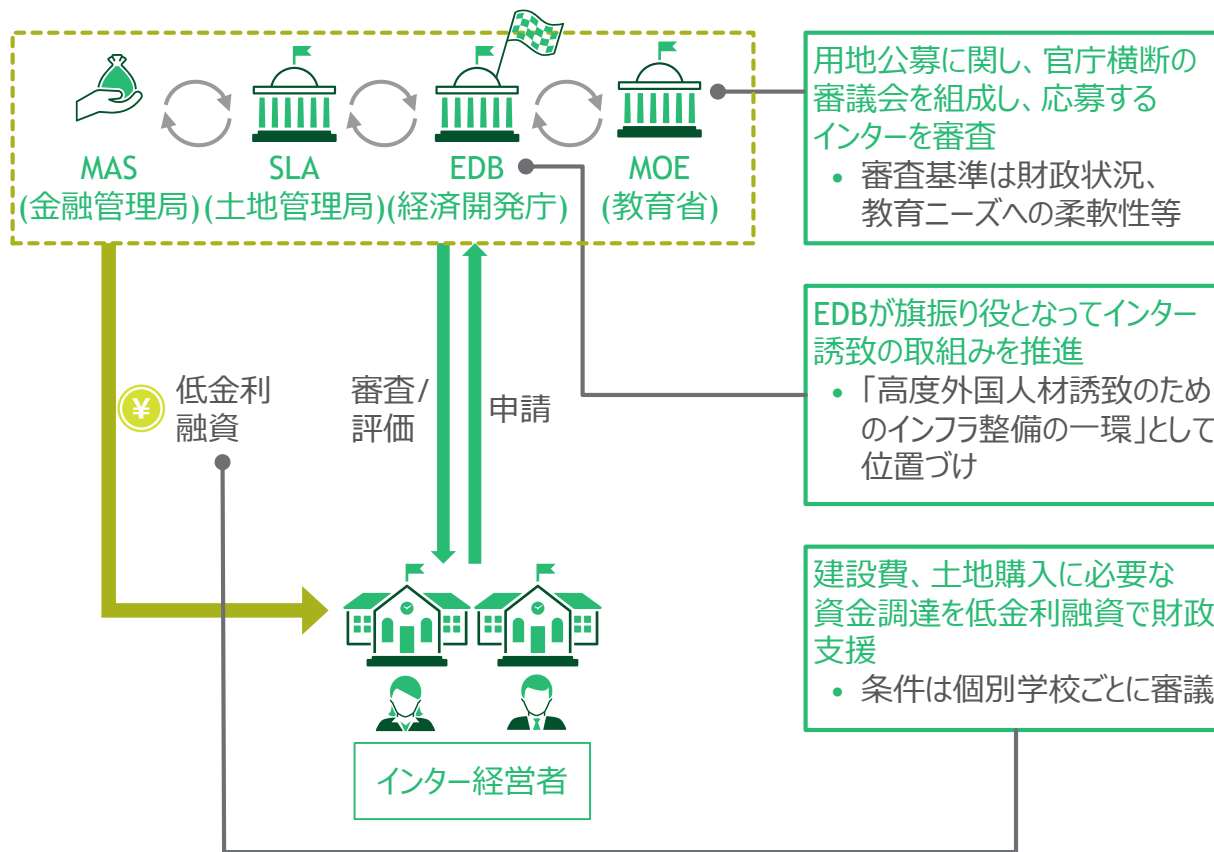 MAS
(金融管理局)
SLA
(土地管理局)
EDB
(経済開発庁)
MOE
(教育省)
用地公募に関し、官庁横断の
審議会を組成し、応募する
インターを審査
• 審査基準は財政状況、
教育ニーズへの柔軟性等
EDBが旗振り役となってインター
誘致の取組みを推進
• 「高度外国人材誘致のため
のインフラ整備の一環」として
位置づけ
¥
低金利
融資
審査/
評価
申請
建設費、土地購入に必要な
資金調達を低金利融資で財政
支援
• 条件は個別学校ごとに審議
インター経営者